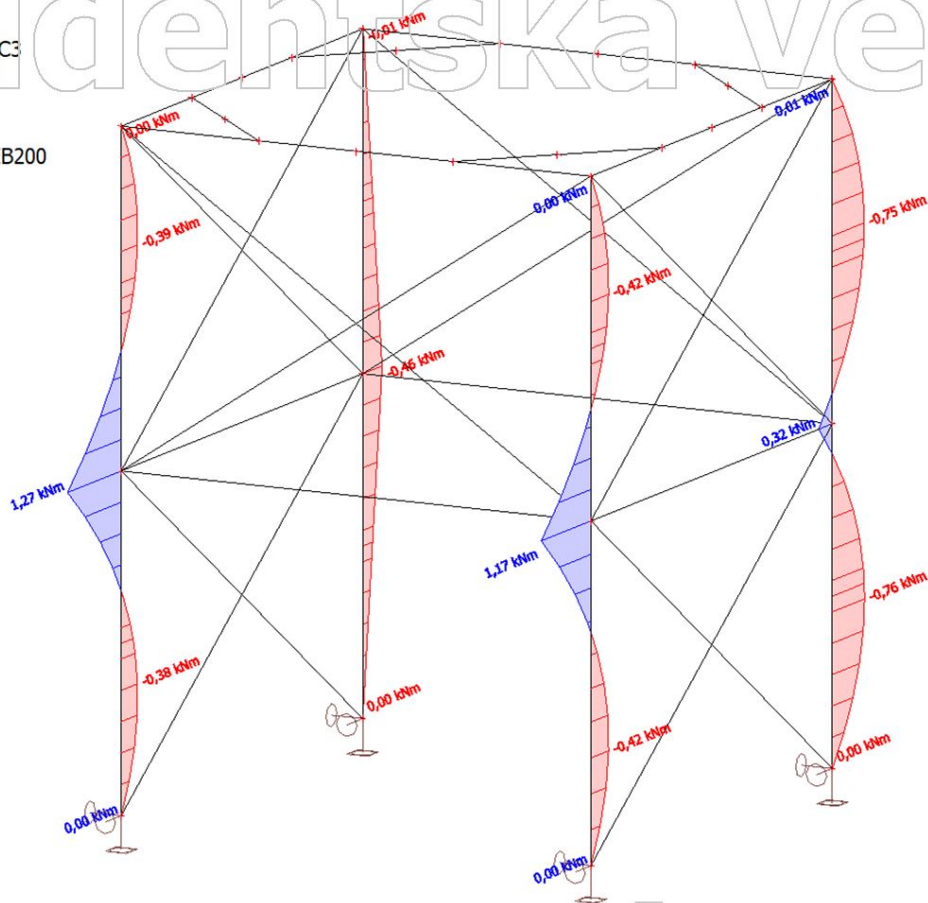 identska ve
C3
B200
-0,01 kNm
0,01 kNm
0,00 kNm
0,00 kNm
-0,39 kNm
-0,75 kNm
-0,42 kNm
-0,46 kNm
0,32 kNm
1,27 kNm
1,17 kNm
-0,76 kNm
-0,38 kNm
0,00 kNm
-0,42 kNm
0,00 kNm
0,00 kNm
0,00 kNm